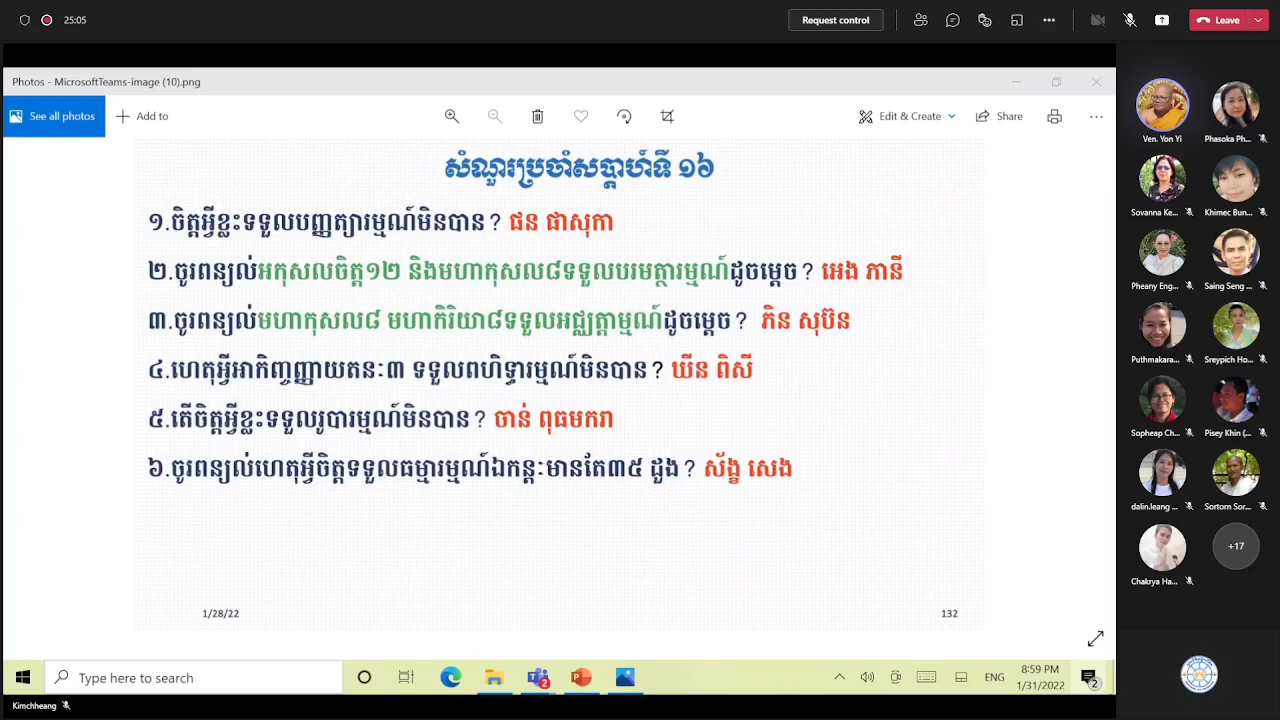 25:05
Request control
Leave
Photos - MicrosoftTeams-image (10).png
See all photos
Add to
Edit & Create
Share
សំណួរប្រចាំសប្តាហ៍ទី ១៦
១.ចិត្តអ្វីខ្លះទទួលបញ្ញត្យារម្មណ៍មិនបាន? ផន ផាសុកា
២.ចូរពន្យល់អកុសលចិត្ត១២ និងមហាកុសល៨ទទួលបរមត្ថារម្មណ៍ដូចម្តេច? អេង ភានី
៣.ចូរពន្យល់មហាកុសល៨ មហាកិរិយា៨ទទួលអជ្ឈត្តាម្មណ៍ដូចម្តេច? ភិន សុប៊ន
៤.ហេតុអ្វីអាកិញ្ចញ្ញាយតនៈ៣ ទទួលពហិទ្ធារម្មណ៍មិនបាន? ឃីន ពិសី
៥.តើចិត្តអ្វីខ្លះទទួលរូបារម្មណ៍មិនបាន? ចាន់ ពុធមករា
៦.ចូរពន្យល់ហេតុអ្វីចិត្តទទួលធម្មារម្មណ៍ឯកន្តៈមានតែ៣៥ ដួង? ស័ង្ខ សេង
1/28/22
132
Ven. Yon Yi
Phasoka Ph...
Sovanna Ke...
Khimec Bun...
Pheany Eng...
Saing Seng ...
Puthmakara...
Sreypich Ho...
Sopheap Ch...
Pisey Khin (...
dalin.leang ...
Sortom Sor...
Chakrya Ha...
+17
Type here to search
2
ENG
8:59 PM
1/31/2022
2
Kimchheang